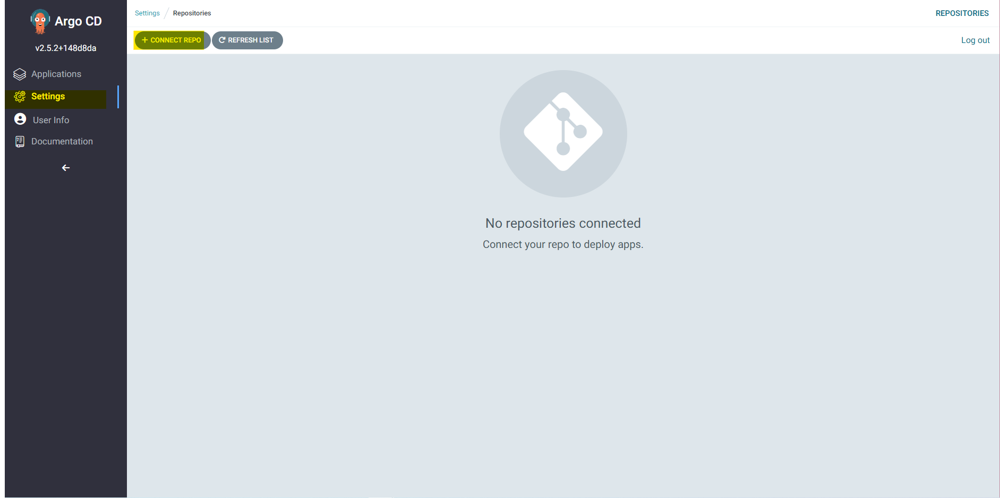 Argo CD
v2.5.2+148d8da
Applications
Settings
User Info
Documentation
Settings / Repositories
REPOSITORIES
+ CONNECT REPO
REFRESH LIST
Log out
No repositories connected
Connect your repo to deploy apps.